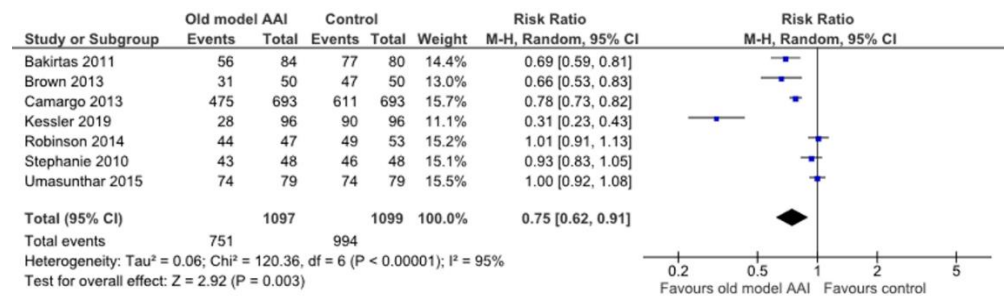 Old model AAI Control Risk Ratio Risk Ratio
Study or Subgroup Events Total Events Total Weight M-H, Random, 95% CI M-H, Random, 95% CI
Bakirtas 2011 56 84 77 80 14.4% 0.69 [0.59, 0.81]
Brown 2013 31 50 47 50 13.0% 0.66 [0.53, 0.83]
Camargo 2013 475 693 611 693 15.7% 0.78 [0.73, 0.82]
Kessler 2019 28 96 90 96 11.1% 0.31 [0.23, 0.43]
Robinson 2014 44 47 49 53 15.2% 1.01 [0.91, 1.13]
Stephanie 2010 43 48 46 48 15.1% 0.93 [0.83, 1.05]
Umasunthar 2015 74 79 74 79 15.5% 1.00 [0.92, 1.08]
Total (95% CI) 1097 1099 100.0% 0.75 [0.62, 0.91]
Total events 751 994
Heterogeneity: Tau² = 0.06; Chi² = 120.36, df = 6 (P < 0.00001); I² = 95%
Test for overall effect: Z = 2.92 (P = 0.003)
0.2 0.5 1 2 5
Favours old model AAI Favours control